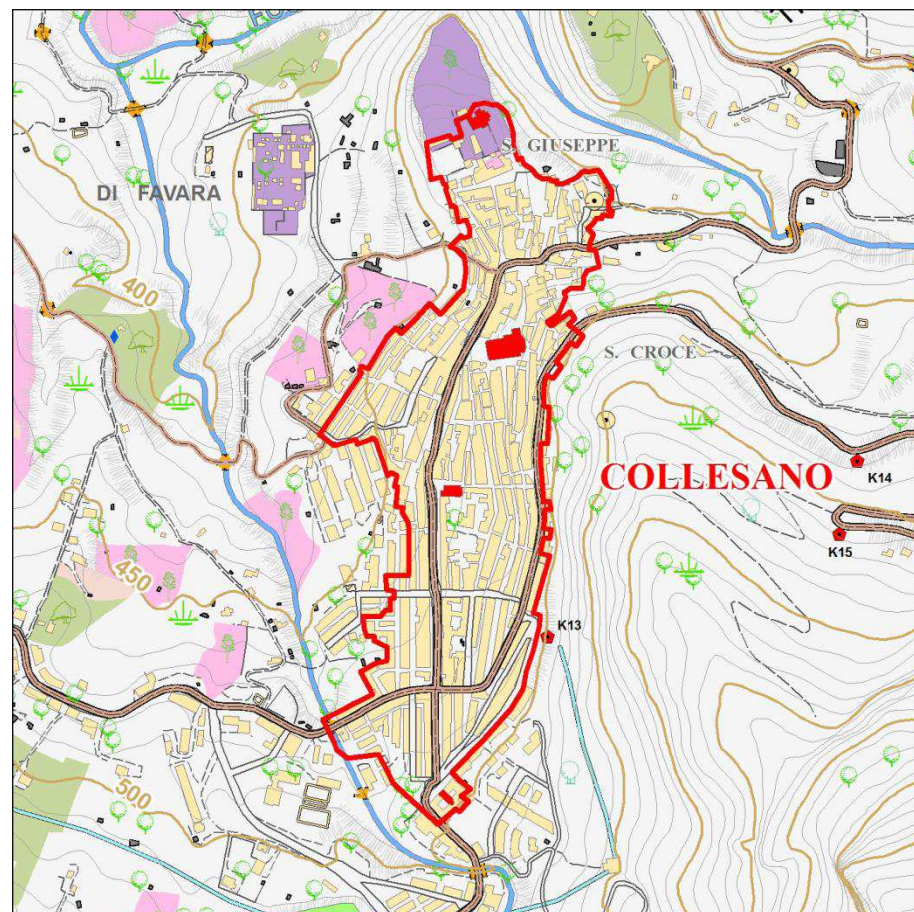 S. GIUSEPPE
DI FAVARA
400
S. CROCE
COLLESANO
K14
K15
450
K13
500